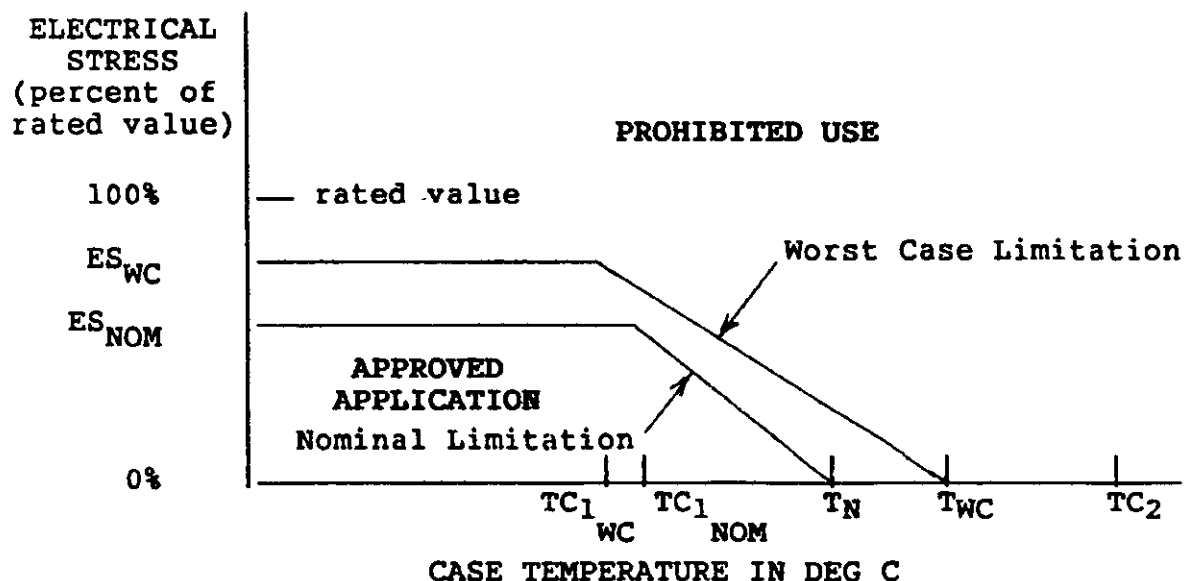 ELECTRICAL
STRESS
(percent of
rated value)
PROHIBITED USE
100%
rated value
ES_WC
Worst Case Limitation
ES_NOM
APPROVED
APPLICATION
Nominal Limitation
0%
TC1_WC TC1_NOM T_N T_WC TC2
CASE TEMPERATURE IN DEG C